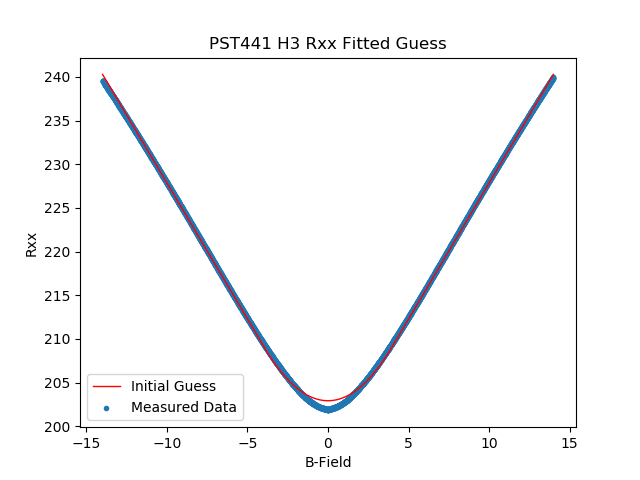 PST441 H3 Rxx Fitted Guess
240
235
230
225
220
215
210
205
200
Rxx
Initial Guess
Measured Data
−15 −10 −5 0 5 10 15
B-Field